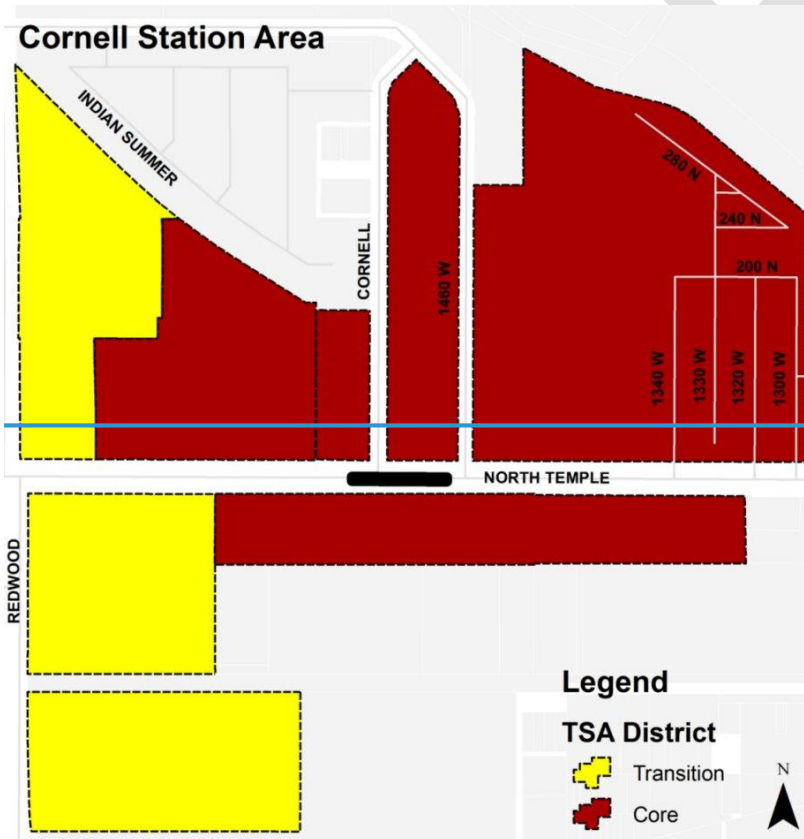 Cornell Station Area
INDIAN SUMMER
CORNELL
1460 W
280 N
240 N
200 N
1340 W
1330 W
1320 W
1300 W
NORTH TEMPLE
REDWOOD
Legend
TSA District
Transition
Core
N